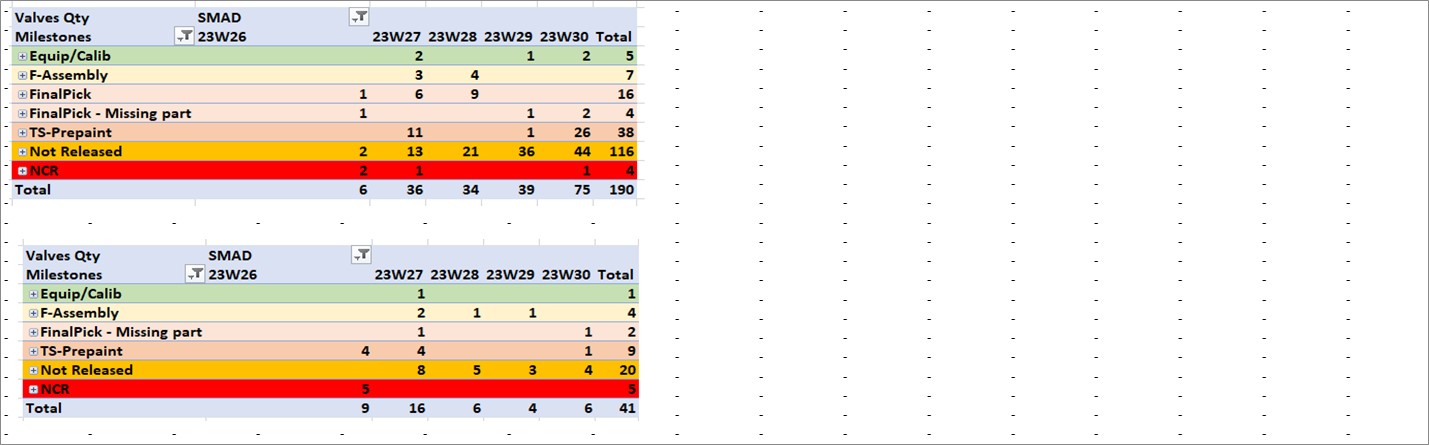 Valves Qty SMAD
Milestones 23W26 23W27 23W28 23W29 23W30 Total
Equip/Calib 2 1 2 5
F-Assembly 3 4 7
FinalPick 1 6 9 16
FinalPick - Missing part 1 1 2 4
TS-Prepaint 11 1 26 38
Not Released 2 13 21 36 44 116
NCR 2 1 1 4
Total 6 36 34 39 75 190
Valves Qty SMAD
Milestones 23W26 23W27 23W28 23W29 23W30 Total
Equip/Calib 1 1
F-Assembly 2 1 1 4
FinalPick - Missing part 1 1 2
TS-Prepaint 4 4 1 9
Not Released 8 5 3 4 20
NCR 5 5
Total 9 16 6 4 6 41